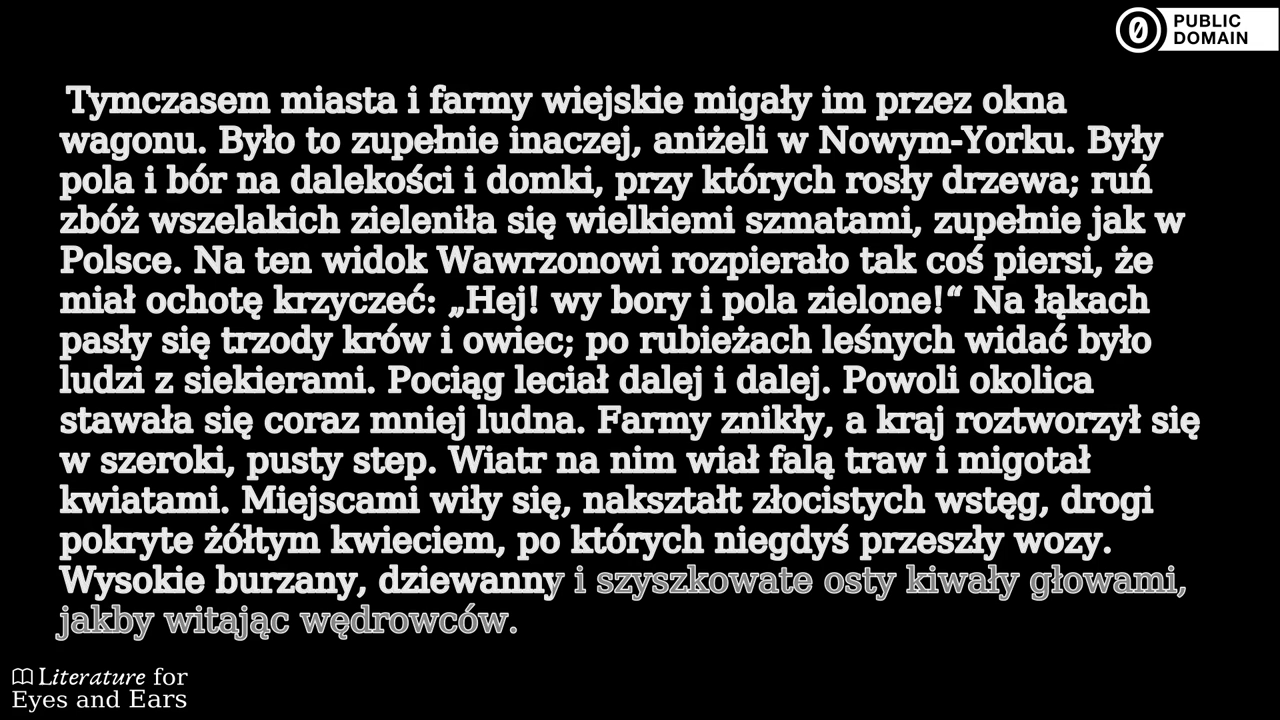 PUBLIC
DOMAIN
Tymczasem miasta i farmy wiejskie migały im przez okna
wagonu. Było to zupełnie inaczej, aniżeli w Nowym-Yorku. Były
pola i bór na dalekości i domki, przy których rosły drzewa; ruń
zbóż wszelakich zieleniła się wielkiemi szmatami, zupełnie jak w
Polsce. Na ten widok Wawrzonowi rozpierało tak coś piersi, że
miał ochotę krzyczeć: „Hej! wy bory i pola zielone!“ Na łąkach
pasły się trzody krów i owiec; po rubieżach leśnych widać było
ludzi z siekierami. Pociąg leciał dalej i dalej. Powoli okolica
stawała się coraz mniej ludna. Farmy znikły, a kraj roztworzył się
w szeroki, pusty step. Wiatr na nim wiał falą traw i migotał
kwiatami. Miejscami wiły się, nakształt złocistych wstęg, drogi
pokryte żółtym kwieciem, po których niegdyś przeszły wozy.
Wysokie burzany, dziewanny i szyszkowate osty kiwały głowami,
jakby witając wędrowców.
Literature for
Eyes and Ears